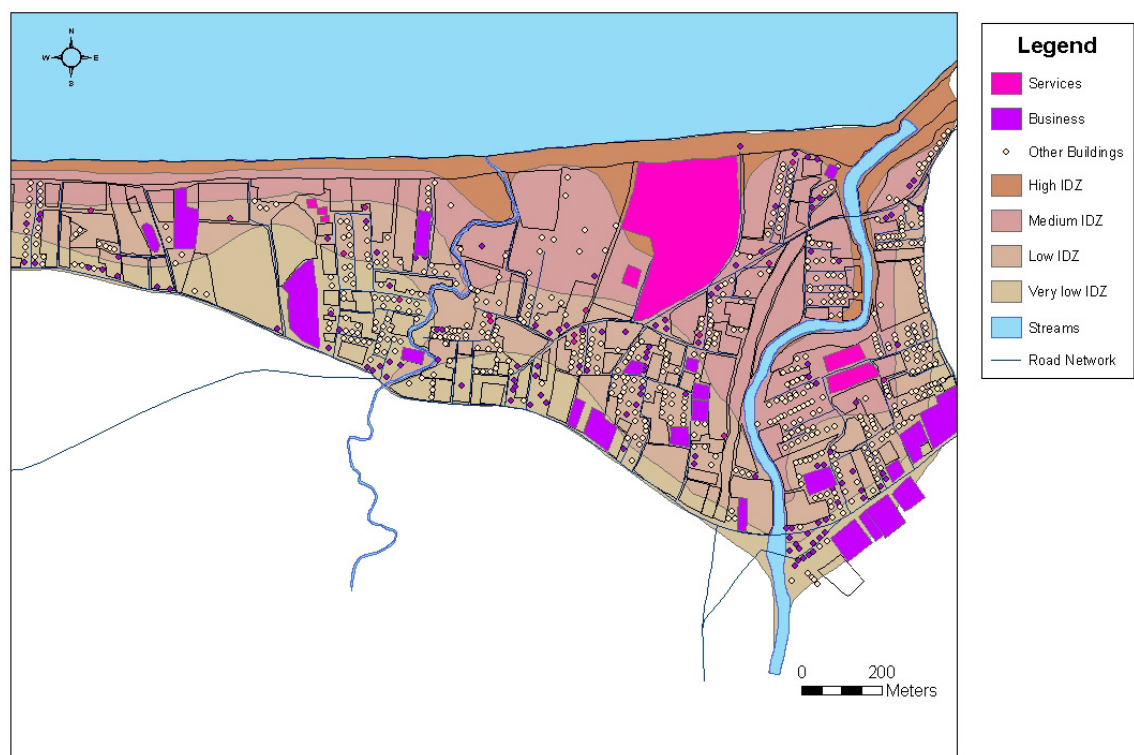 N
W E
S
Legend
Services
Business
Other Buildings
High IDZ
Medium IDZ
Low IDZ
Very low IDZ
Streams
Road Network
0 200
Meters